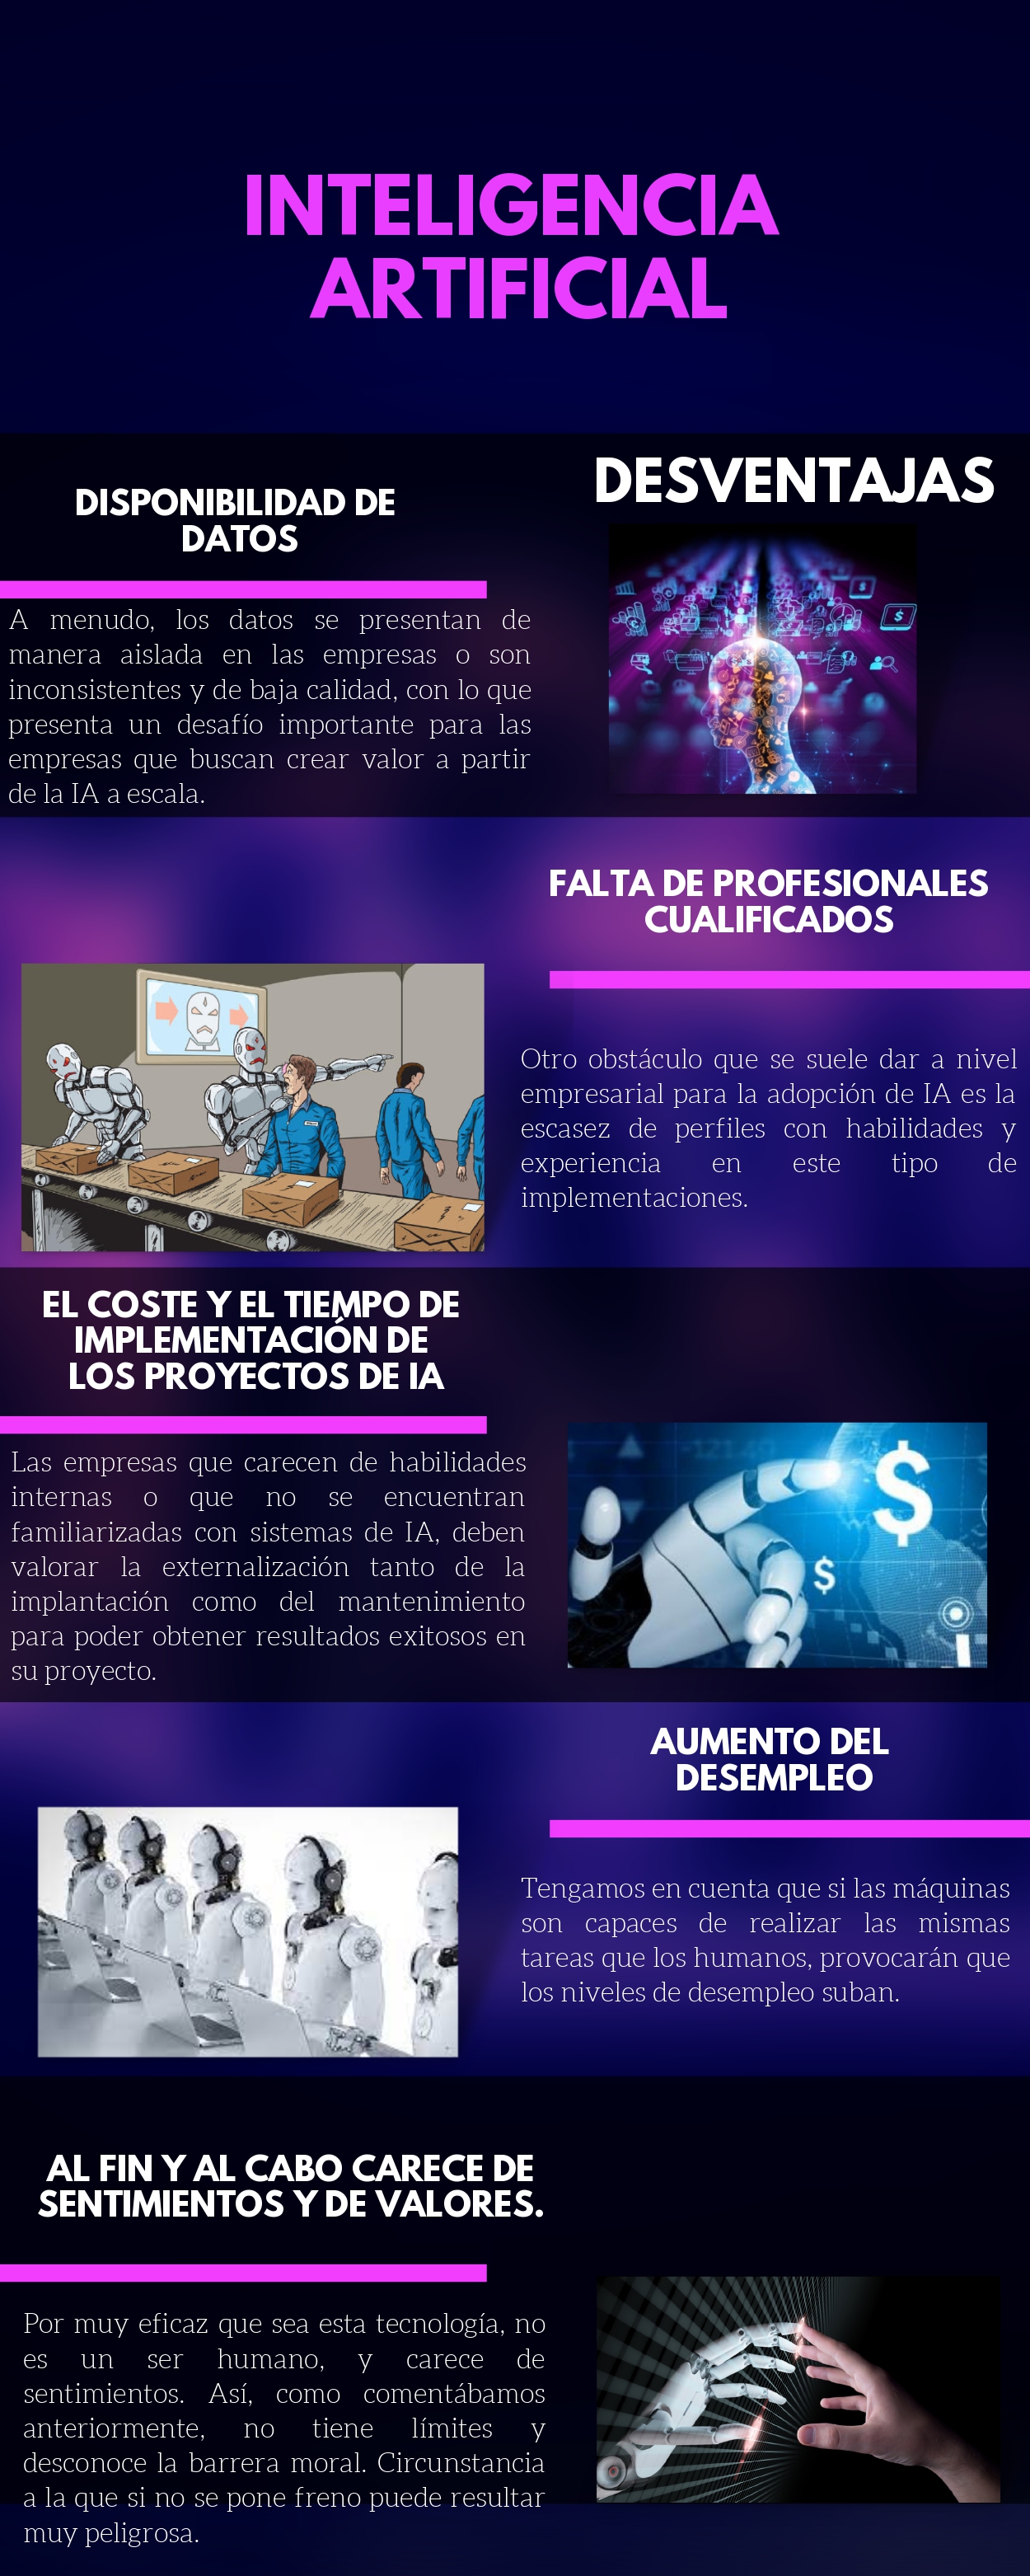 INTELIGENCIA
ARTIFICIAL
DESVENTAJAS
DISPONIBILIDAD DE
DATOS
A menudo, los datos se presentan de
manera aislada en las empresas o son
inconsistentes y de baja calidad, con lo que
presenta un desafío importante para las
empresas que buscan crear valor a partir
de la IA a escala.
FALTA DE PROFESIONALES
CUALIFICADOS
Otro obstáculo que se suele dar a nivel
empresarial para la adopción de IA es la
escasez de perfiles con habilidades y
experiencia en este tipo de
implementaciones.
EL COSTE Y EL TIEMPO DE
IMPLEMENTACIÓN DE
LOS PROYECTOS DE IA
Las empresas que carecen de habilidades
internas o que no se encuentran
familiarizadas con sistemas de IA, deben
valorar la externalización tanto de la
implantación como del mantenimiento
para poder obtener resultados exitosos en
su proyecto.
$
$
AUMENTO DEL
DESEMPLEO
Tengamos en cuenta que si las máquinas
son capaces de realizar las mismas
tareas que los humanos, provocarán que
los niveles de desempleo suban.
AL FIN Y AL CABO CARECE DE
SENTIMIENTOS Y DE VALORES.
Por muy eficaz que sea esta tecnología, no
es un ser humano, y carece de
sentimientos. Así, como comentábamos
anteriormente, no tiene límites y
desconoce la barrera moral. Circunstancia
a la que si no se pone freno puede resultar
muy peligrosa.